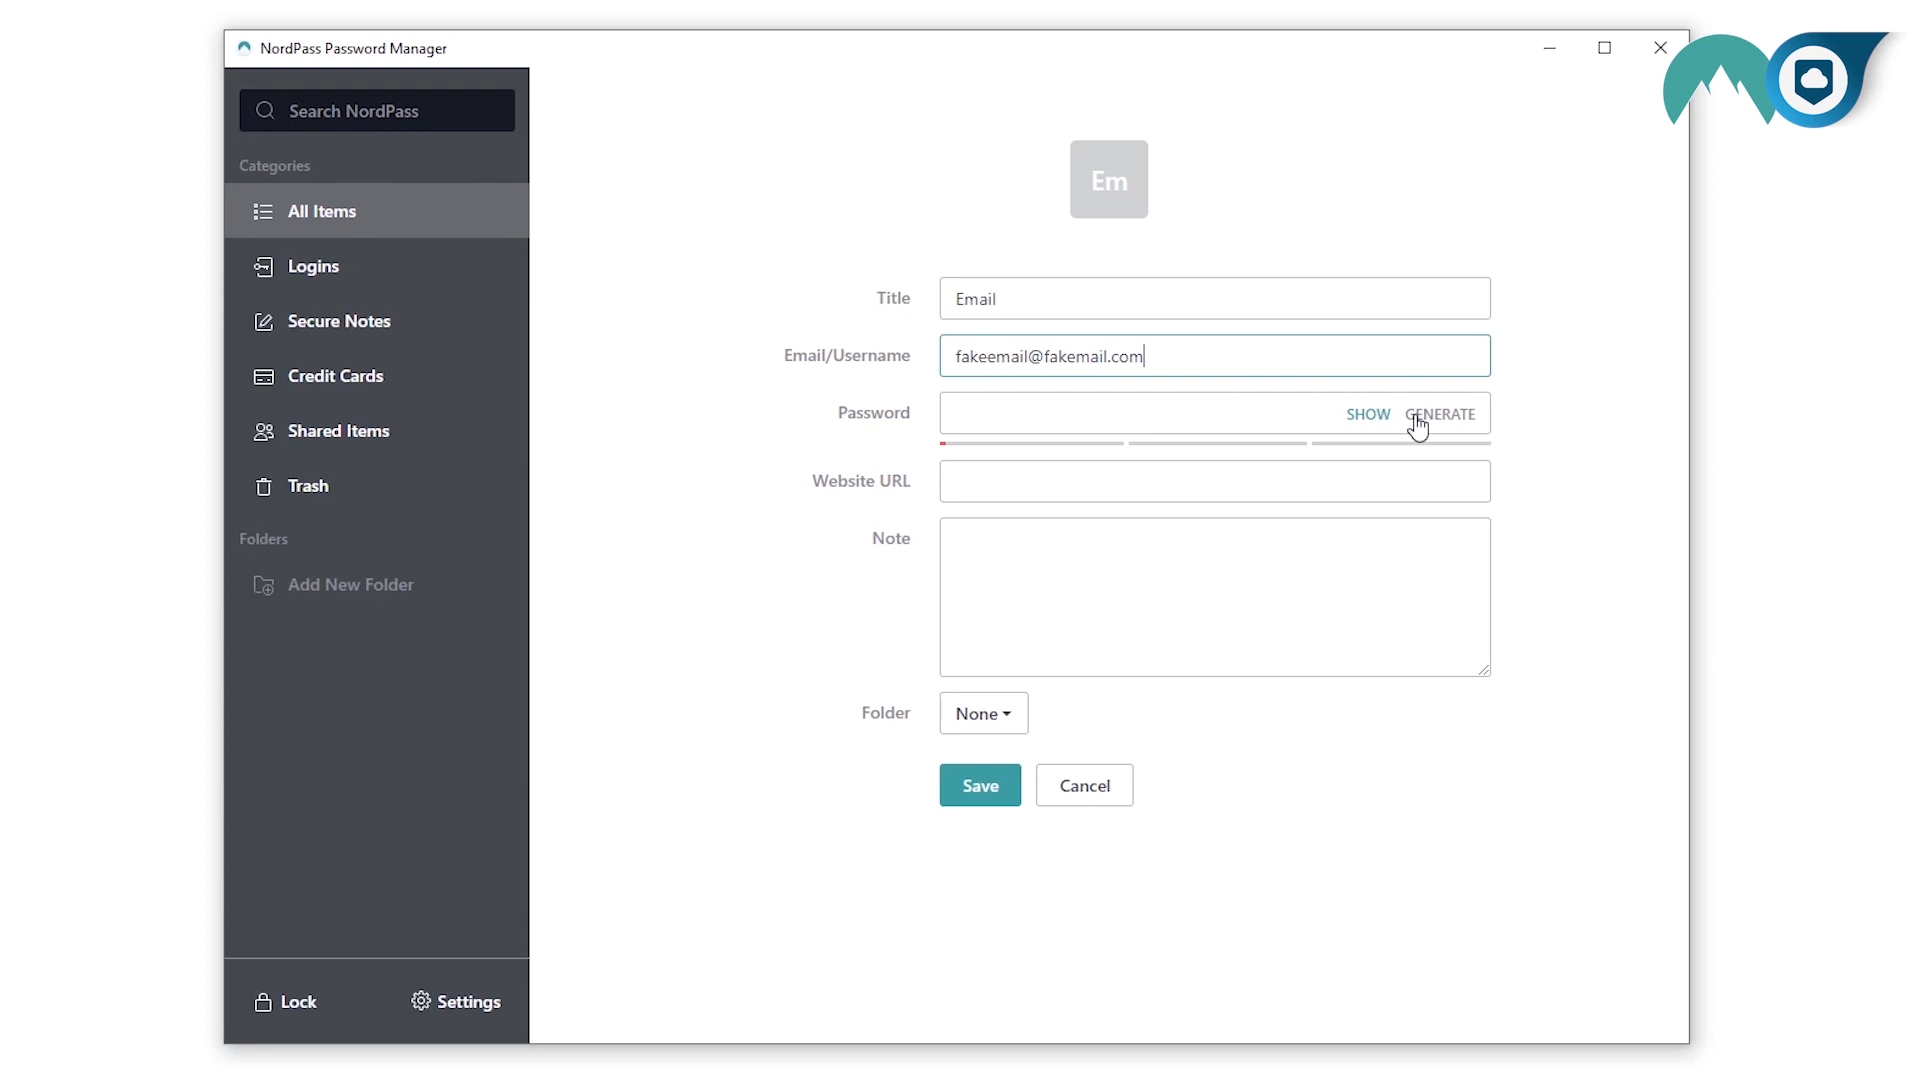 NordPass Password Manager
Search NordPass
Categories
All Items
Logins
Secure Notes
Credit Cards
Shared Items
Trash
Folders
Add New Folder
Lock
Settings
Em
Title
Email
Email/Username
fakeemail@fakemail.com
Password
SHOW
GENERATE
Website URL
Note
Folder
None
Save
Cancel